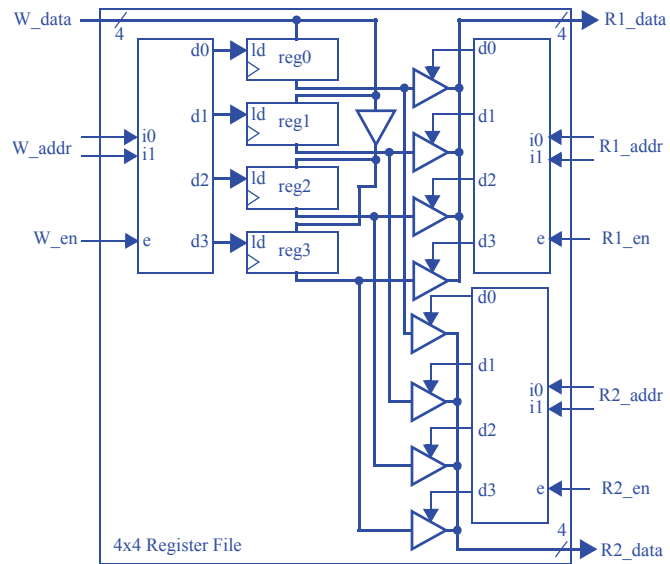 W_data
4
R1_data
4
d0
ld
reg0
d0
d1
ld
reg1
d1
W_addr
i0
i1
i0
i1
R1_addr
d2
ld
reg2
d2
W_en
e
d3
ld
reg3
d3
e
R1_en
d0
d1
i0
i1
R2_addr
d2
d3
e
R2_en
4x4 Register File
4
R2_data